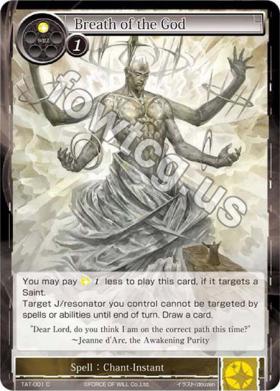 Breath of the God
1
WILL
fowtcg.us
You may pay 1 less to play this card, if it targets a
Saint.
Target J/resonator you control cannot be targeted
by spells or abilities until end of turn. Draw a card.
"Dear Lord, do you think I am on the correct path this time?"
~Jeanne d'Arc, the Awakening Purity
Spell : Chant-Instant
TAT-001 C
©FORCE OF WILL Co.,Ltd.